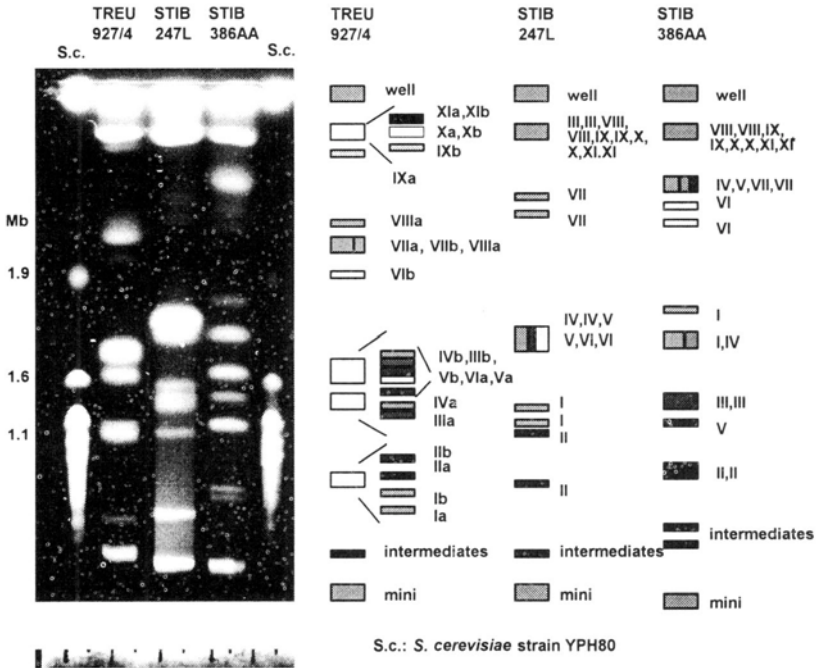 TREU 927/4
STIB 247L
STIB 386AA
S.c.
S.c.
Mb
1.9
1.6
1.1
TREU 927/4
well
XIa,XIb
Xa,Xb
IXb
IXa
VIIIa
VIIa, VIIb, VIIIa
VIb
IVb,IIIb,
Vb,VIa,Va
IVa
IIIa
IIb
IIa
Ib
Ia
intermediates
mini
STIB 247L
well
III,III,VIII,
VIII,IX,IX,X,
X,XI.XI
VII
VII
IV,IV,V
V,VI,VI
I
I
II
II
intermediates
mini
STIB 386AA
well
VIII,VIII,IX,
IX,X,X,XI,XI
IV,V,VII,VII
VI
VI
I
I,IV
III,III
V
II,II
intermediates
mini
S.c.: S. cerevisiae strain YPH80